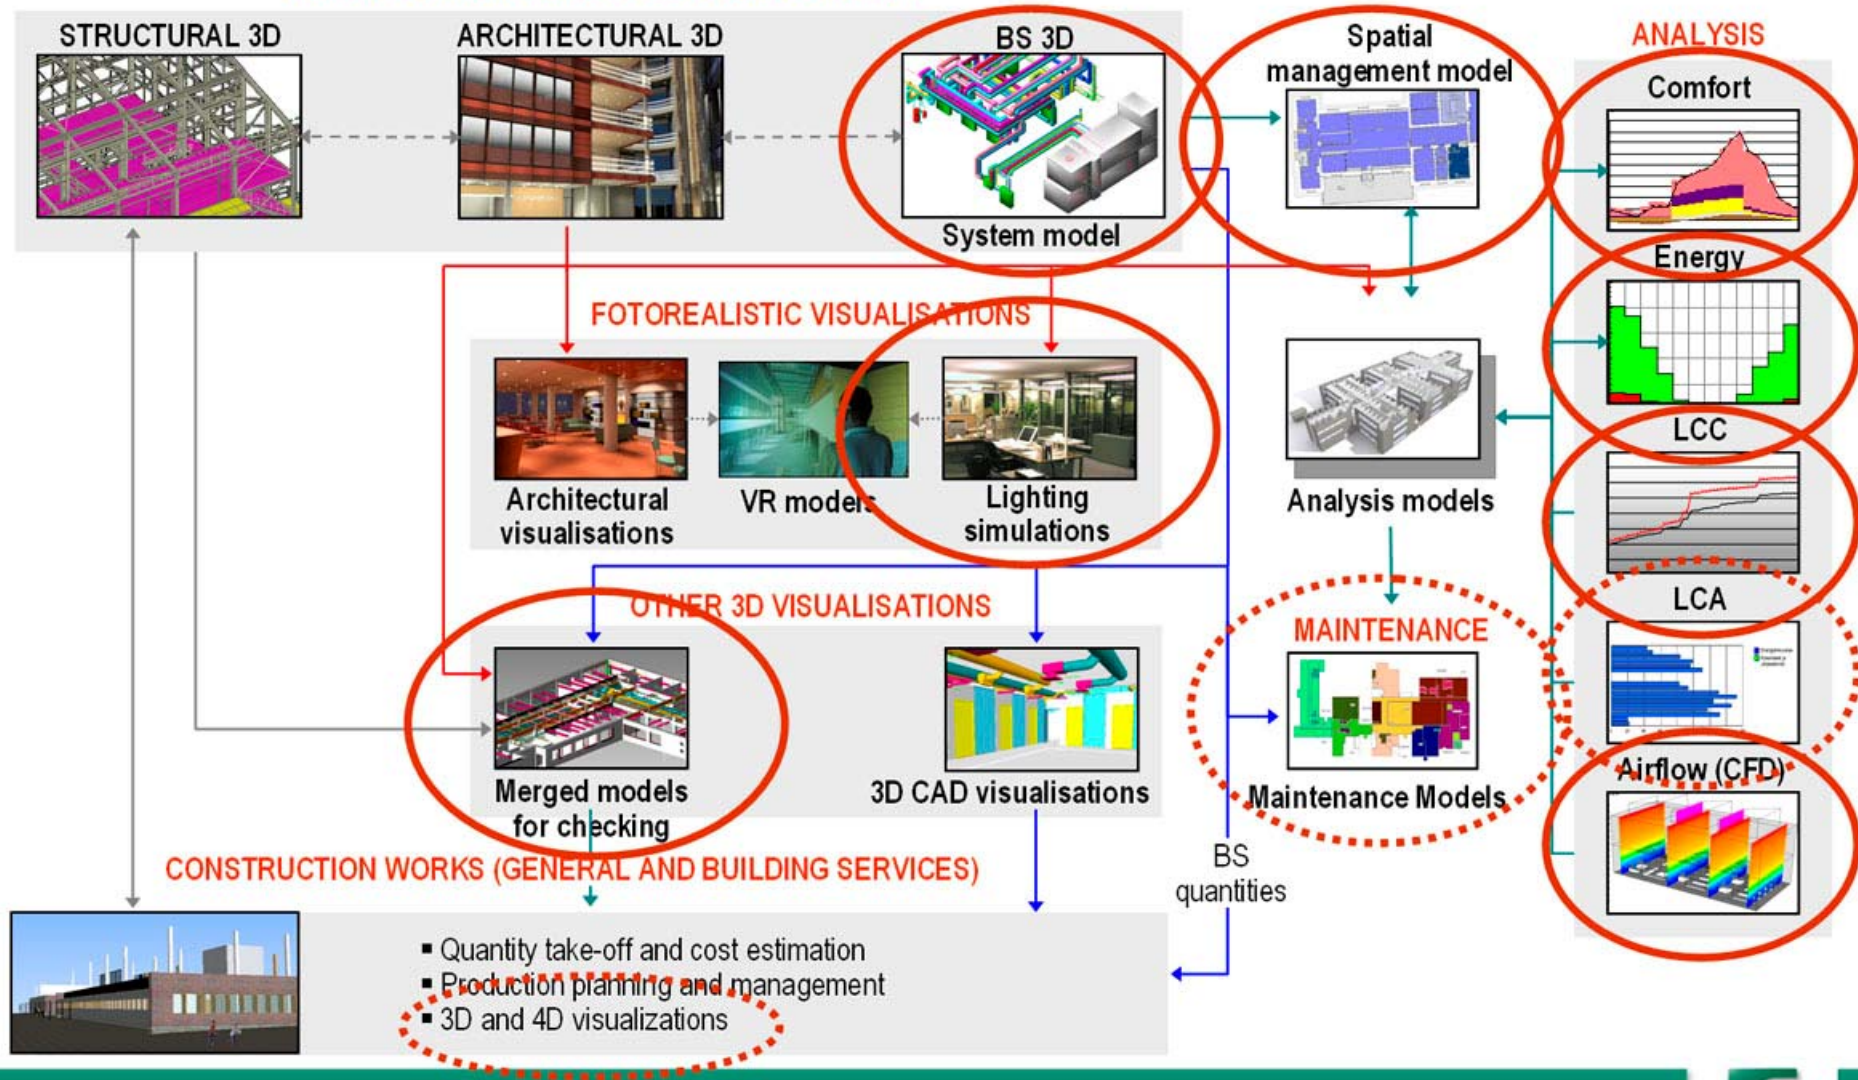 STRUCTURAL 3D
ARCHITECTURAL 3D
BS 3D
System model
Spatial
management model
ANALYSIS
Comfort
Energy
LCC
LCA
Airflow (CFD)
FOTOREALISTIC VISUALISATIONS
Architectural
visualisations
VR models
Lighting
simulations
Analysis models
OTHER 3D VISUALISATIONS
Merged models
for checking
3D CAD visualisations
MAINTENANCE
Maintenance Models
BS
quantities
CONSTRUCTION WORKS (GENERAL AND BUILDING SERVICES)
▪ Quantity take-off and cost estimation
▪ Production planning and management
▪ 3D and 4D visualizations